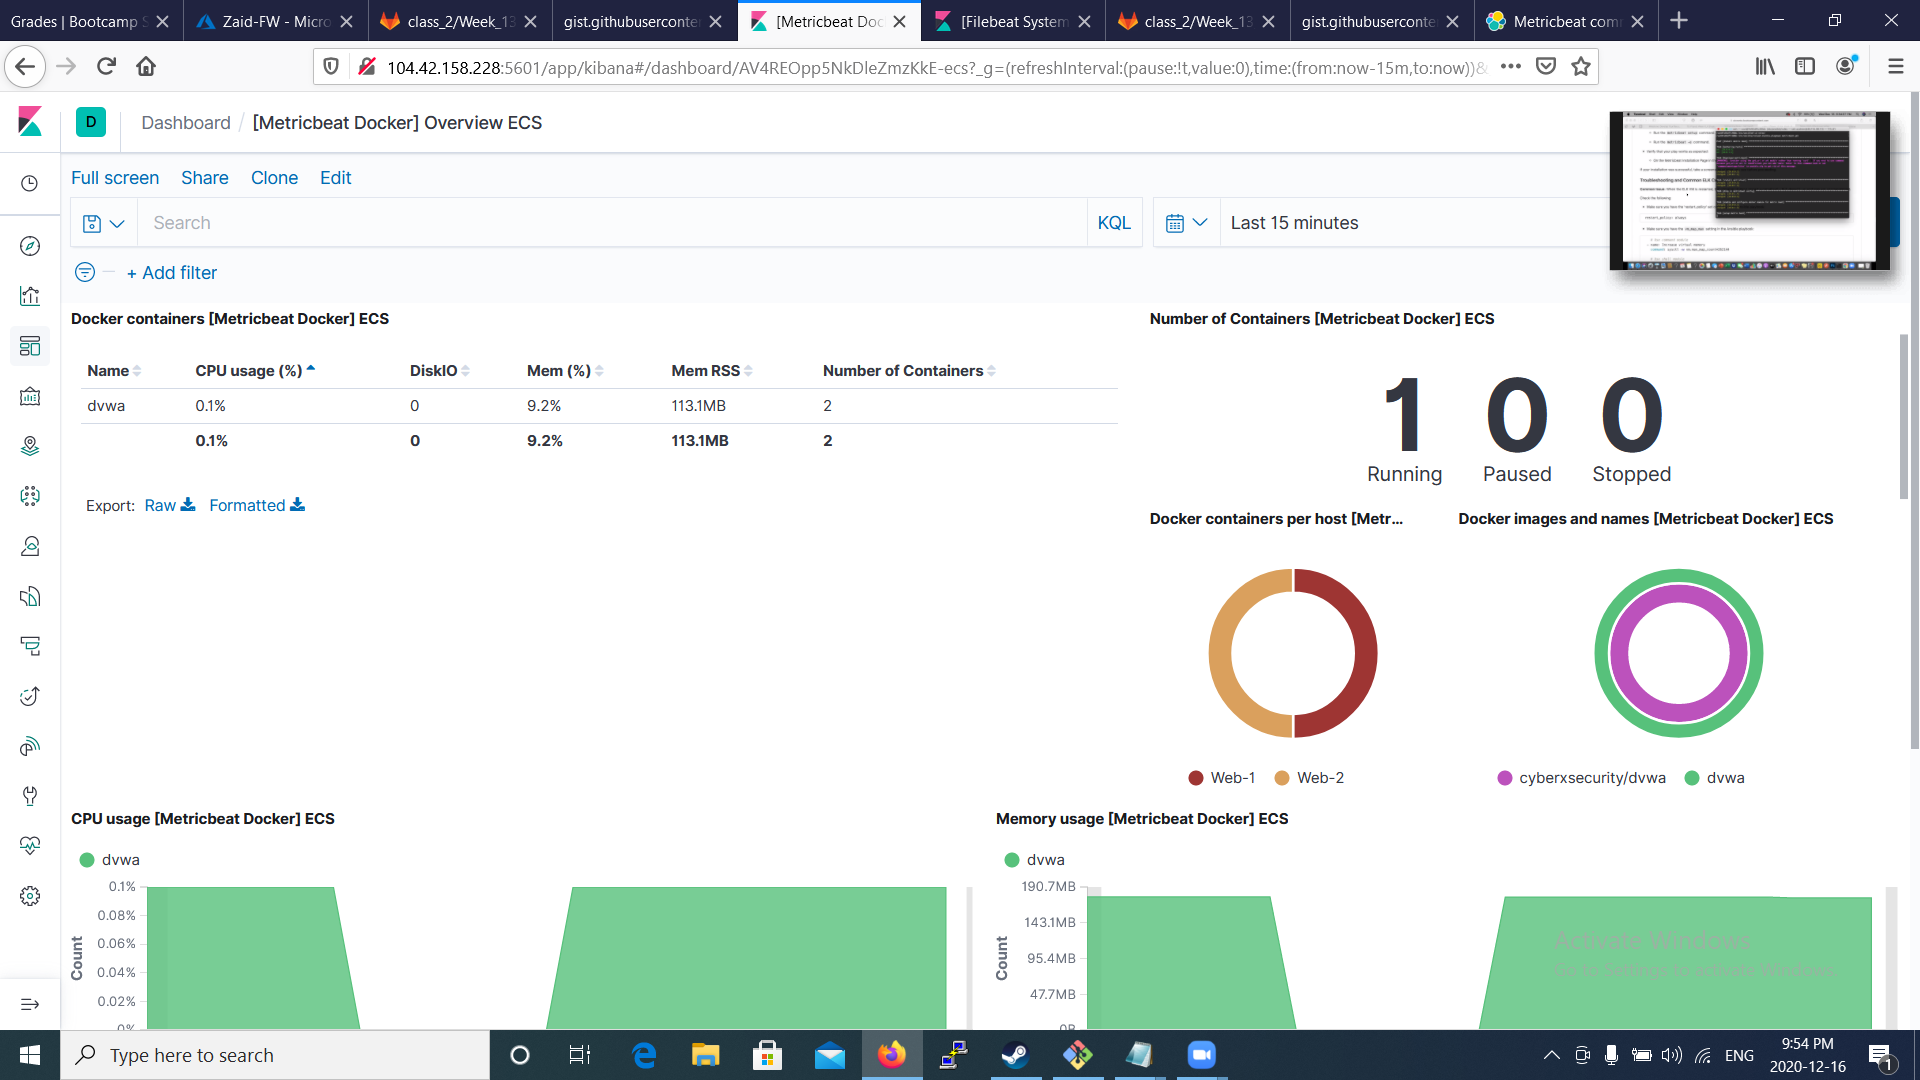 Grades | Bootcamp S
Zaid-FW - Micro
class_2/Week_13
gist.githubuserconte
[Metricbeat Doc
[Filebeat System
class_2/Week_13
gist.githubuserconte
Metricbeat com
104.42.158.228:5601/app/kibana#/dashboard/AV4REOpp5NkDleZmzKkE-ecs?_g=(refreshInterval:(pause:!t,value:0),time:(from:now-15m,to:now))&
D
Dashboard / [Metricbeat Docker] Overview ECS
Full screen Share Clone Edit
Search KQL Last 15 minutes
+ Add filter
Docker containers [Metricbeat Docker] ECS
Name CPU usage (%) DiskIO Mem (%) Mem RSS Number of Containers
dvwa 0.1% 0 9.2% 113.1MB 2
0.1% 0 9.2% 113.1MB 2
Export: Raw Formatted
Number of Containers [Metricbeat Docker] ECS
1 0 0
Running Paused Stopped
Docker containers per host [Metr...
Web-1 Web-2
Docker images and names [Metricbeat Docker] ECS
cyberxsecurity/dvwa dvwa
CPU usage [Metricbeat Docker] ECS
dvwa
0.1%
0.08%
0.06%
0.04%
0.02%
0%
Count
Memory usage [Metricbeat Docker] ECS
dvwa
190.7MB
143.1MB
95.4MB
47.7MB
0B
Count
Activate Windows
Go to Settings to activate Windows.
Type here to search
ENG
9:54 PM
2020-12-16
1